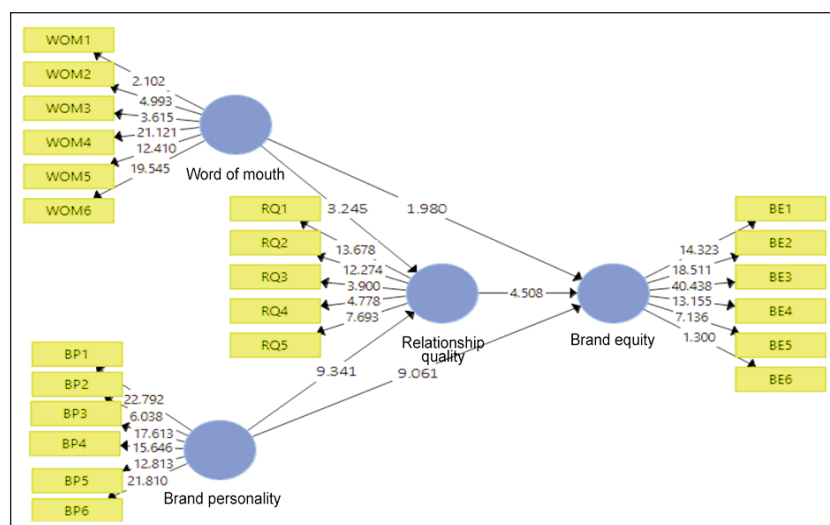 WOM1
WOM2
WOM3
WOM4
WOM5
WOM6
2.102
4.993
3.615
21.121
12.410
19.545
Word of mouth
3.245
1.980
RQ1
RQ2
RQ3
RQ4
RQ5
13.678
12.274
3.900
4.778
7.693
Relationship
quality
4.508
BE1
BE2
BE3
BE4
BE5
BE6
14.323
18.511
40.438
13.155
7.136
1.300
Brand equity
9.341
9.061
BP1
BP2
BP3
BP4
BP5
BP6
22.792
6.038
17.613
15.646
12.813
21.810
Brand personality